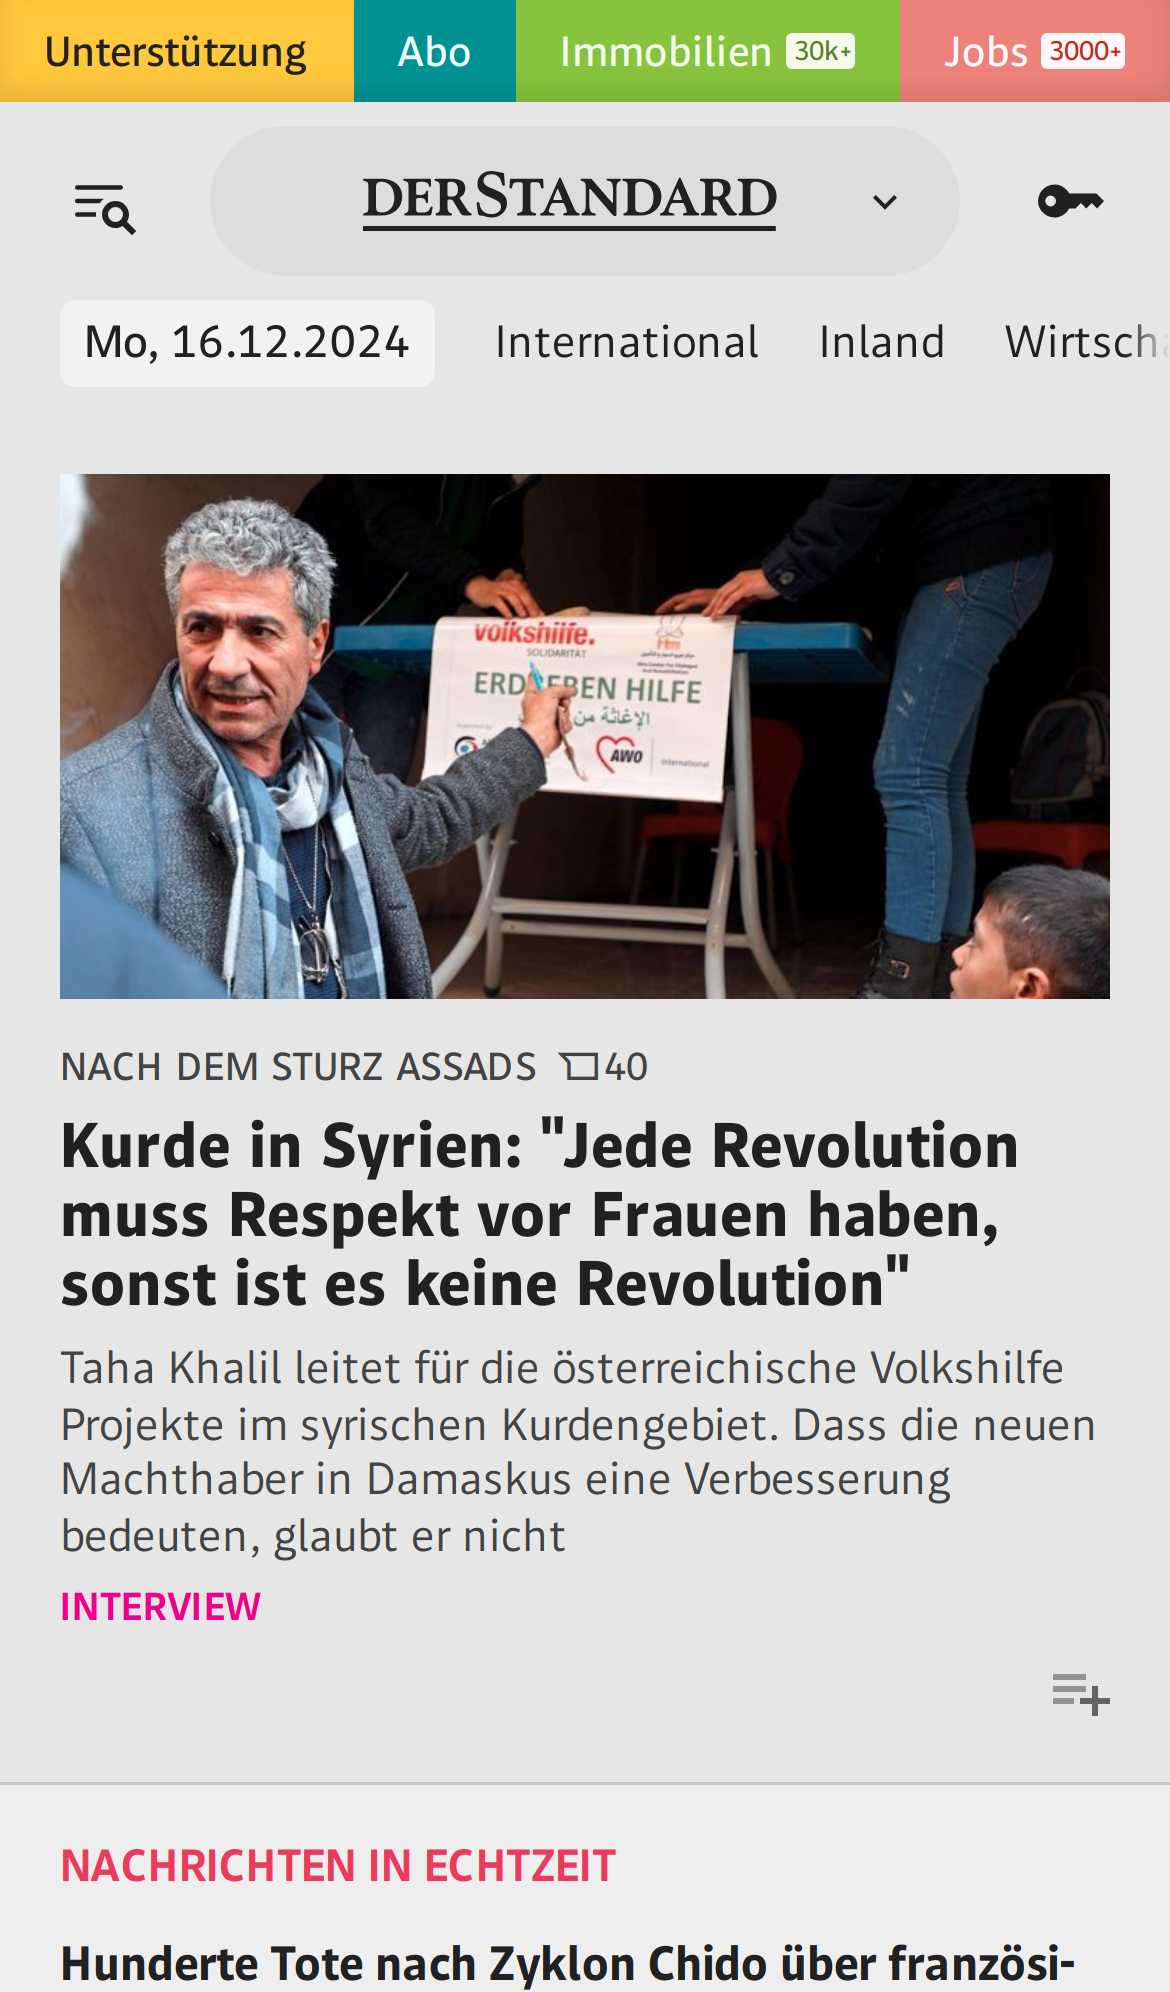 Unterstützung
Abo
Immobilien 30k+
Jobs 3000+
DERSTANDARD
Mo, 16.12.2024
International
Inland
volkshilfe.
SOLIDARITÄT
HILFE
الإغاثة من
AWO
International
NACH DEM STURZ ASSADS 40
Kurde in Syrien: "Jede Revolution
muss Respekt vor Frauen haben,
sonst ist es keine Revolution"
Taha Khalil leitet für die österreichische Volkshilfe
Projekte im syrischen Kurdengebiet. Dass die neuen
Machthaber in Damaskus eine Verbesserung
bedeuten, glaubt er nicht
INTERVIEW
NACHRICHTEN IN ECHTZEIT
Hunderte Tote nach Zyklon Chido über französi-